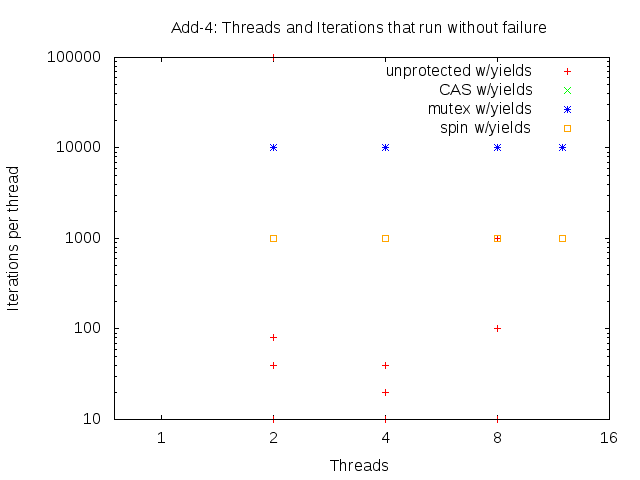 Add-4: Threads and Iterations that run without failure
100000
10000
1000
100
10
Iterations per thread
unprotected w/yields
CAS w/yields
mutex w/yields
spin w/yields
1 2 4 8 16
Threads